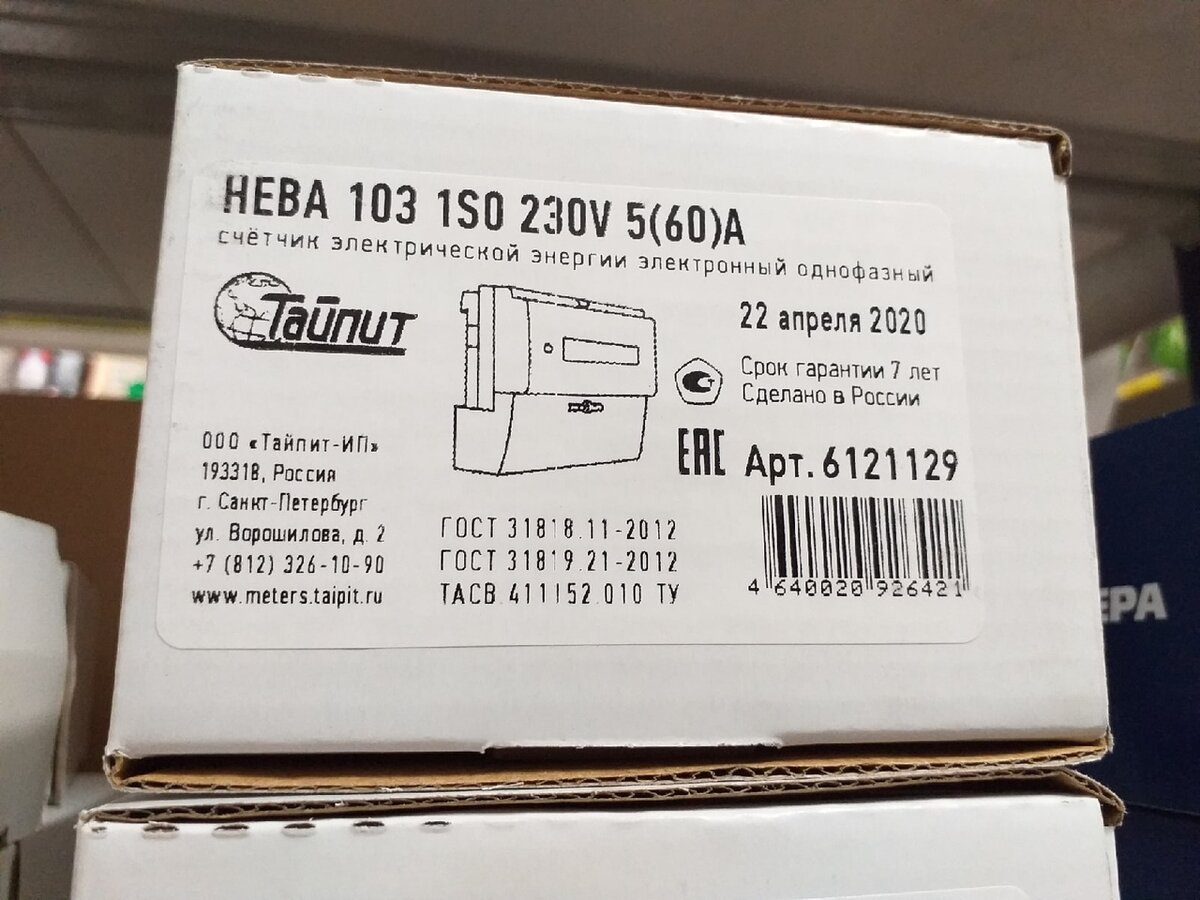 НЕВА 103 1S0 230V 5(60)A
счётчик электрической энергии электронный однофазный
Тайпит
22 апреля 2020
Срок гарантии 7 лет
Сделано в России
ЕАС Арт. 6121129
ООО «Тайпит-ИП»
193318, Россия
г. Санкт-Петербург
ул. Ворошилова, д. 2
+7 (812) 326-10-90
www.meters.taipit.ru
ГОСТ 31818.11-2012
ГОСТ 31819.21-2012
ТАСВ.411152.010 ТУ
4 640020 926421
ЕРА